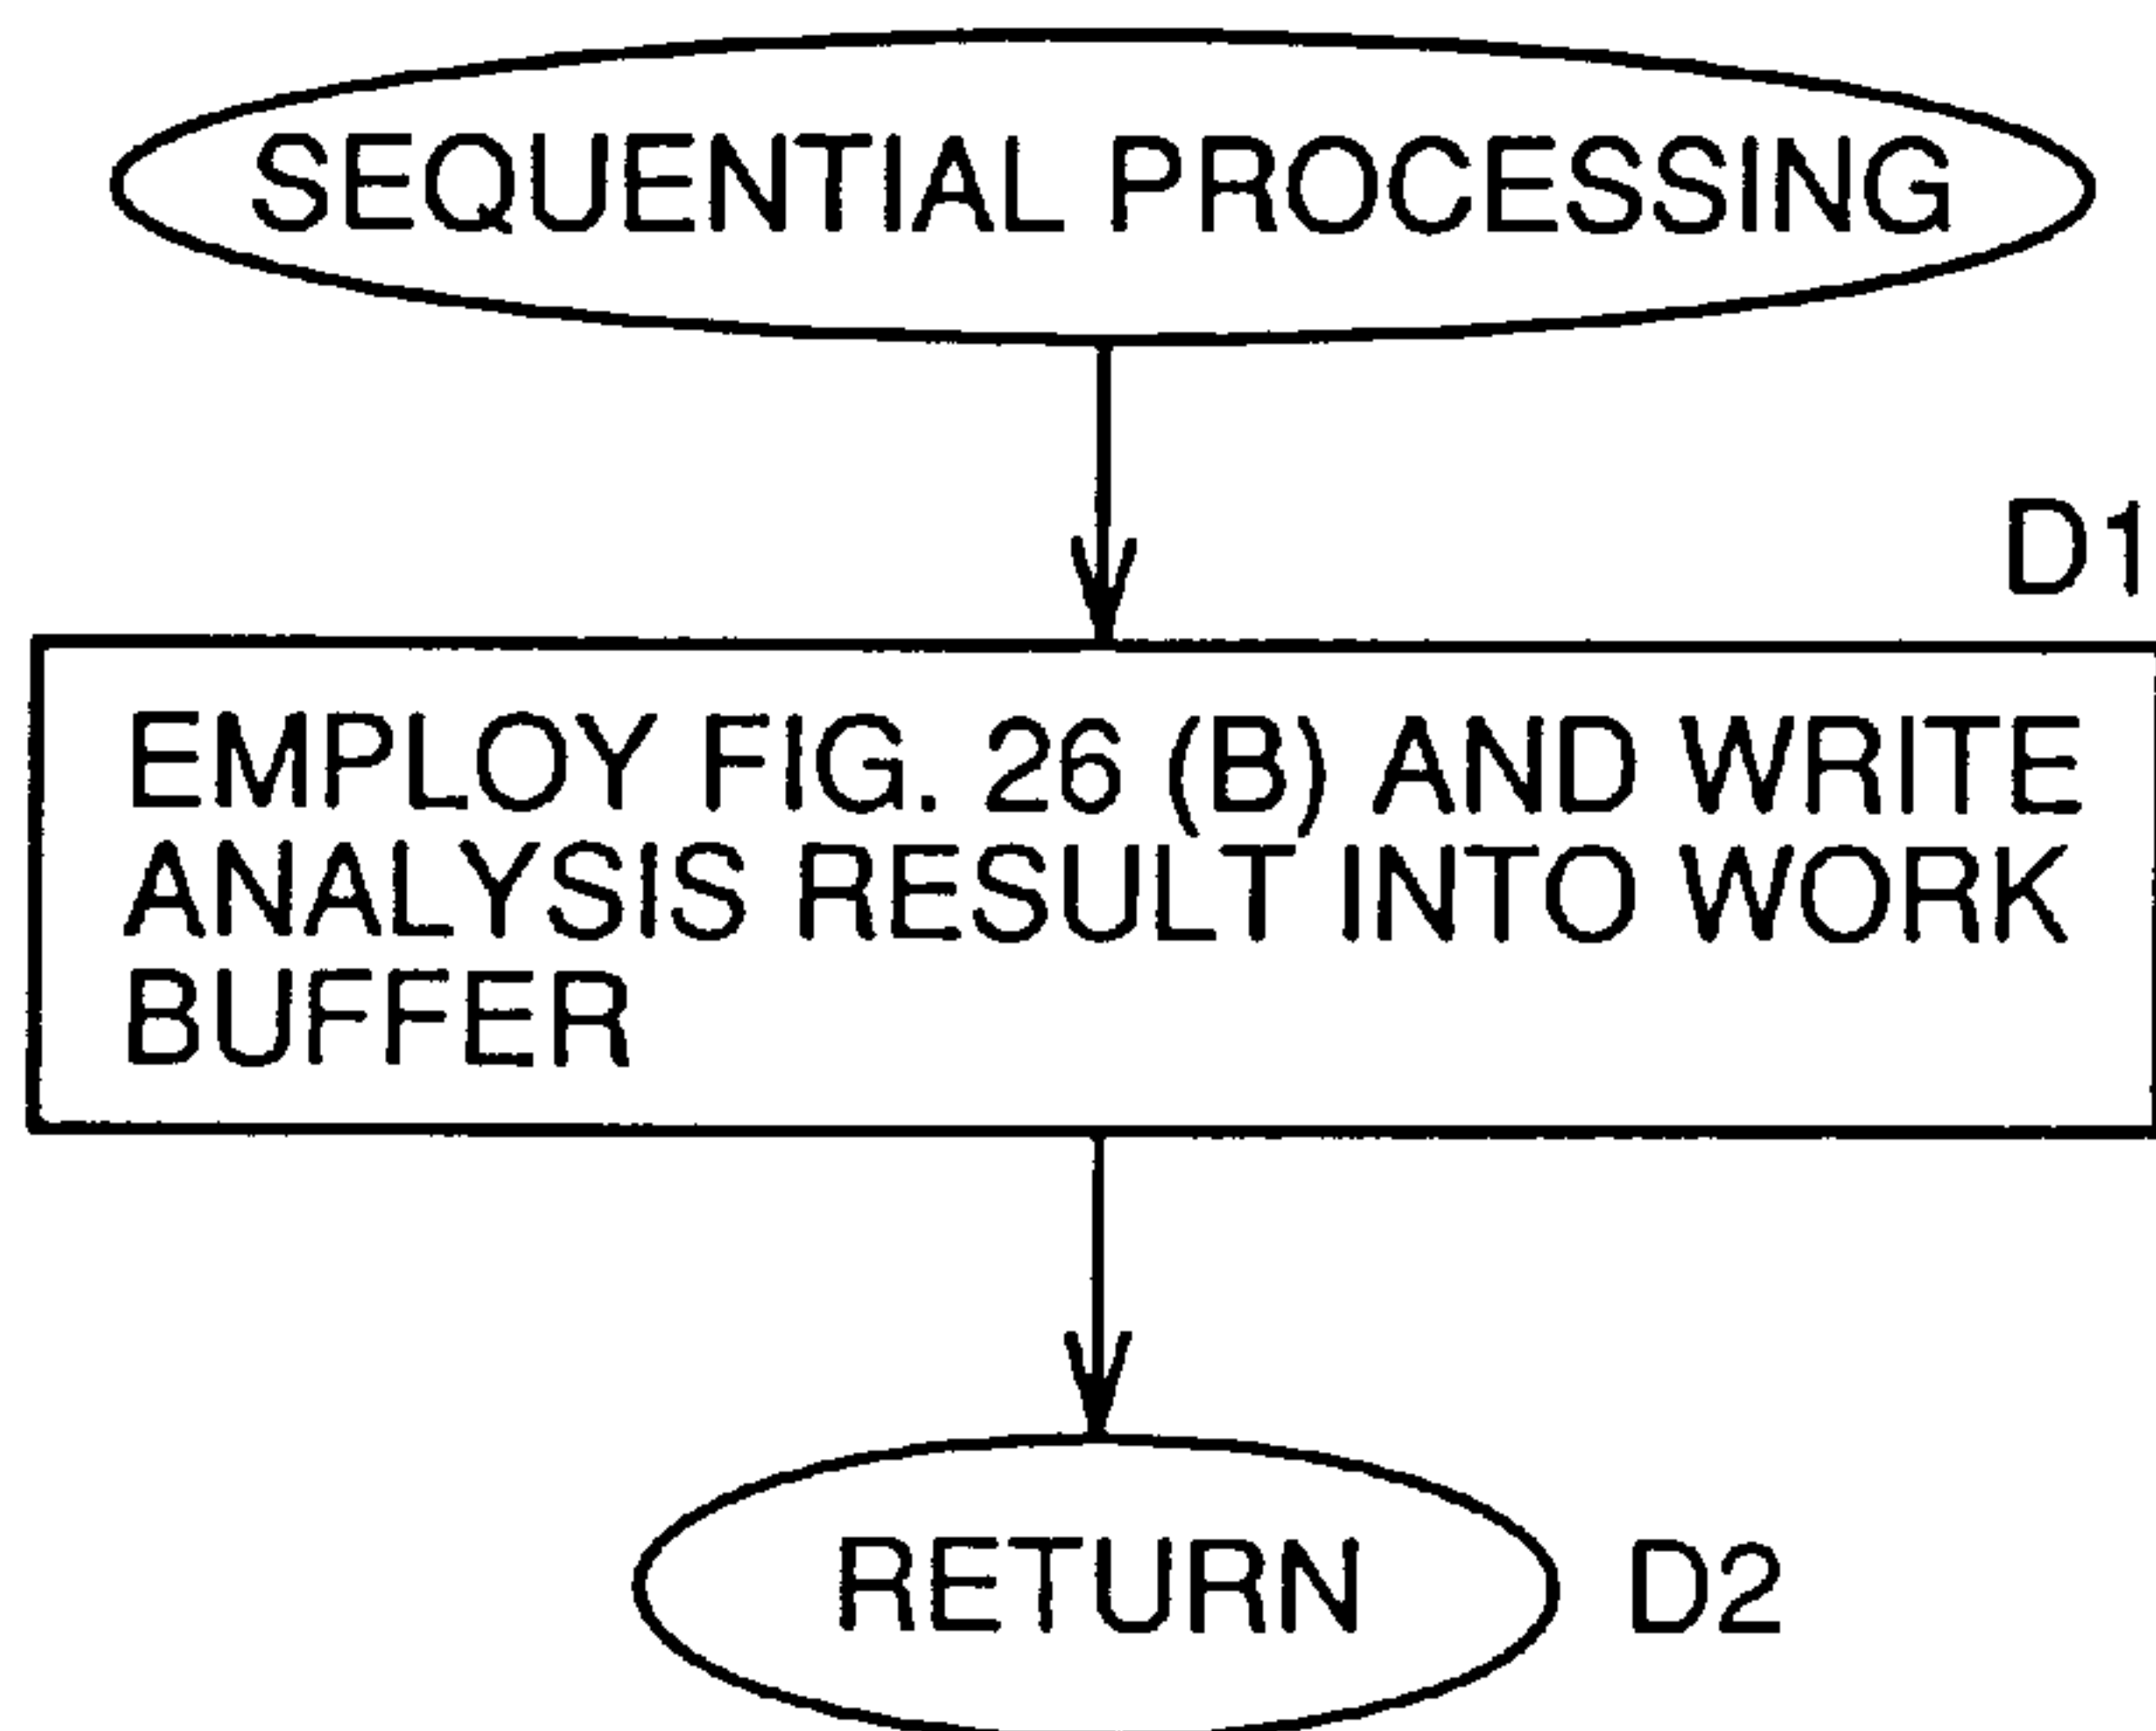 SEQUENTIAL PROCESSING
D1
EMPLOY FIG. 26 (B) AND WRITE
ANALYSIS RESULT INTO WORK
BUFFER
RETURN D2